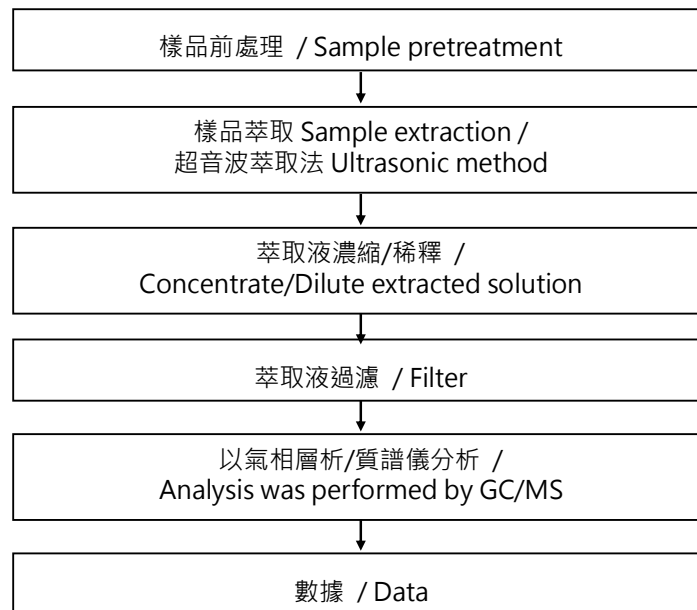 樣品前處理 / Sample pretreatment
樣品萃取 Sample extraction /
超音波萃取法 Ultrasonic method
萃取液濃縮/稀釋 /
Concentrate/Dilute extracted solution
萃取液過濾 / Filter
以氣相層析/質譜儀分析 /
Analysis was performed by GC/MS
數據 / Data